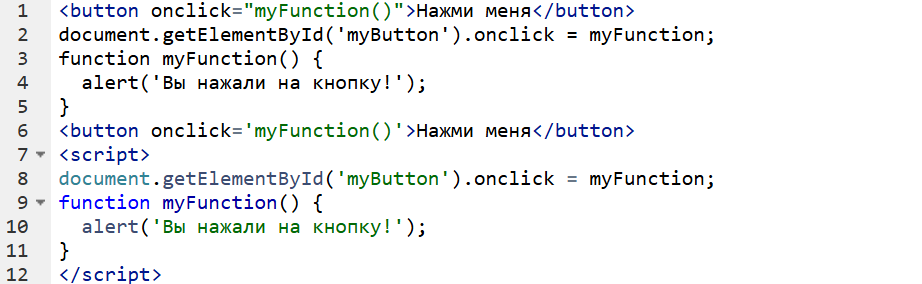 1 <button onclick="myFunction()">Нажми меня</button>
2 document.getElementById('myButton').onclick = myFunction;
3 function myFunction() {
4   alert('Вы нажали на кнопку!');
5 }
6 <button onclick='myFunction()'>Нажми меня</button>
7 <script>
8 document.getElementById('myButton').onclick = myFunction;
9 function myFunction() {
10   alert('Вы нажали на кнопку!');
11 }
12 </script>